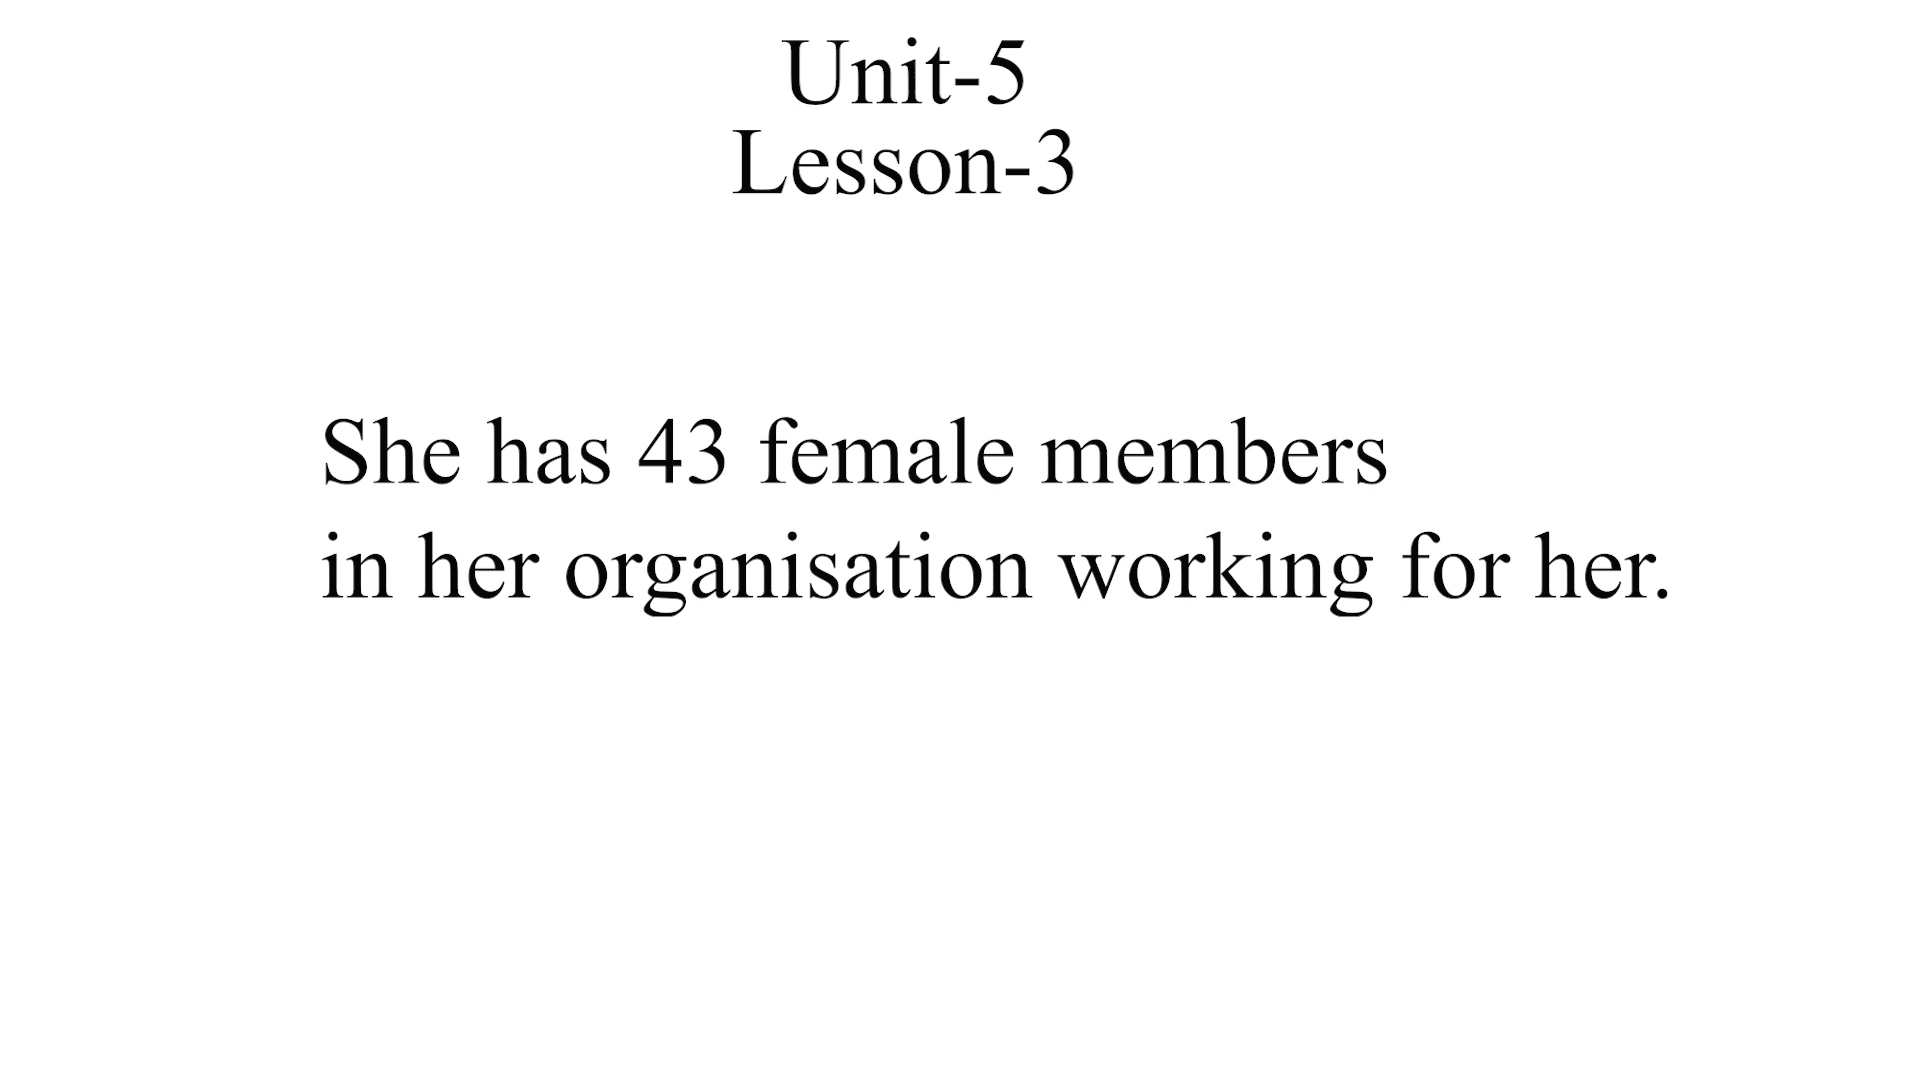 Unit-5
Lesson-3
She has 43 female members
in her organisation working for her.